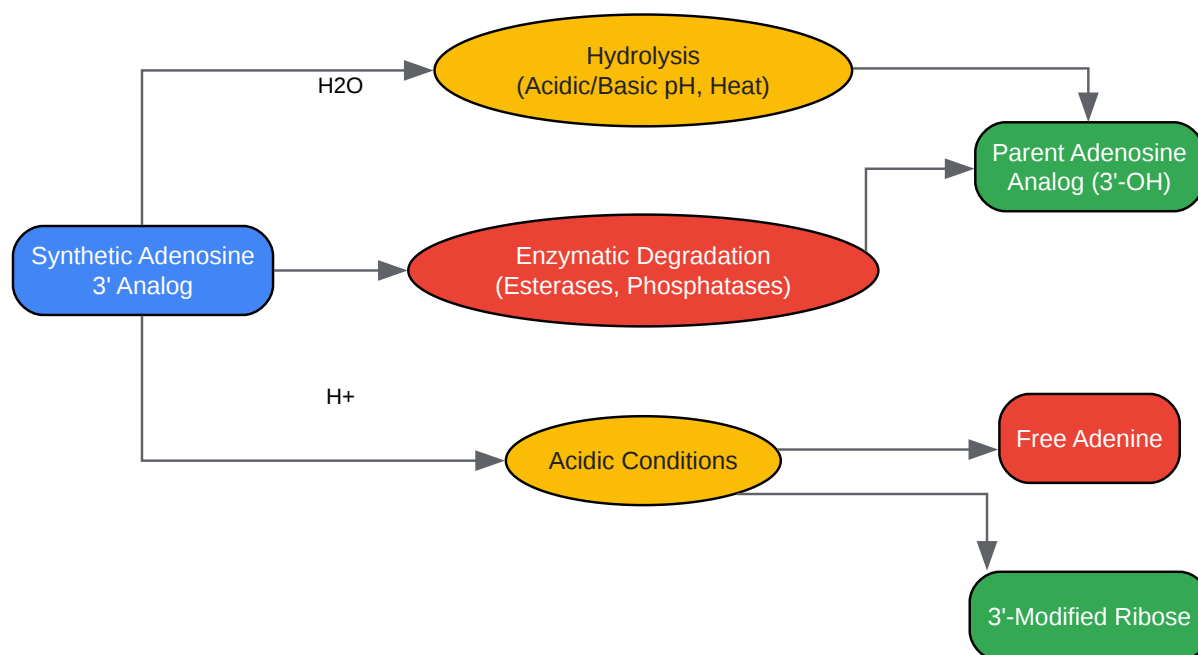 Hydrolysis
(Acidic/Basic pH, Heat)
H2O
Parent Adenosine
Analog (3'-OH)
Synthetic Adenosine
3' Analog
Enzymatic Degradation
(Esterases, Phosphatases)
H+
Acidic Conditions
Free Adenine
3'-Modified Ribose